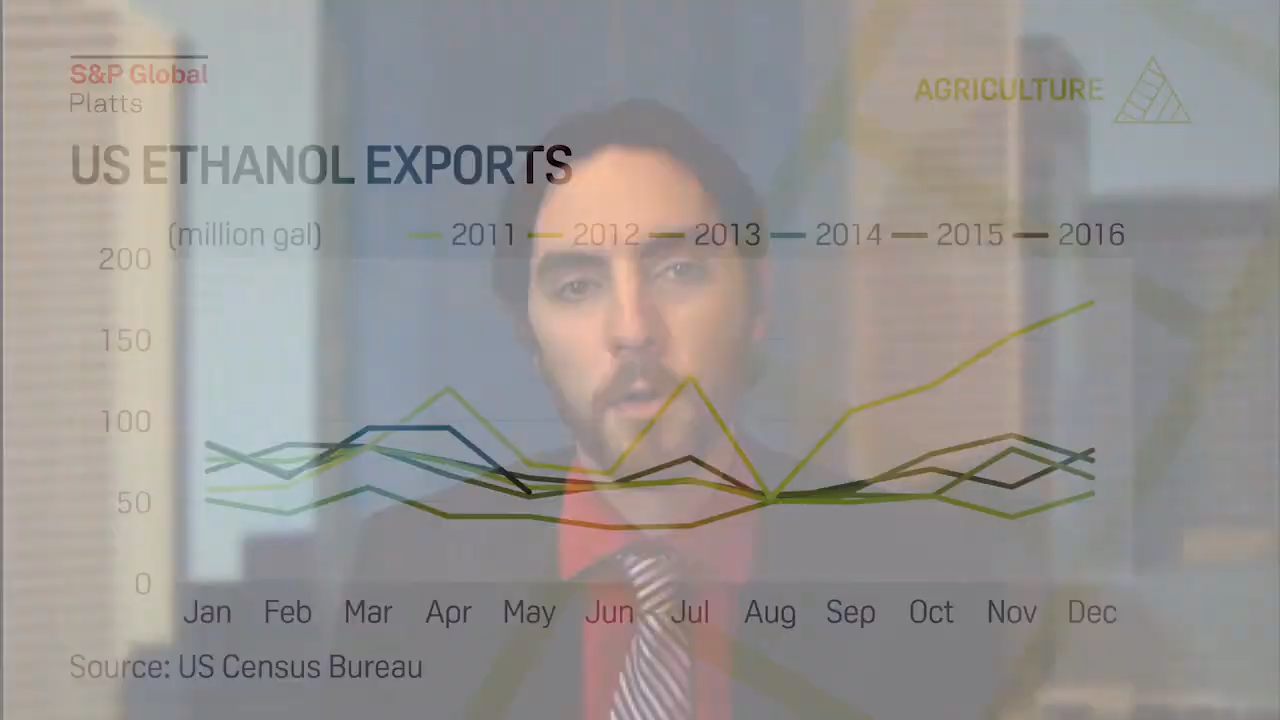 S&P Global
Platts
AGRICULTURE
US ETHANOL EXPORTS
(million gal)
2011 2012 2013 2014 2015 2016
200
150
100
50
0
Jan Feb Mar Apr May Jun Jul Aug Sep Oct Nov Dec
Source: US Census Bureau